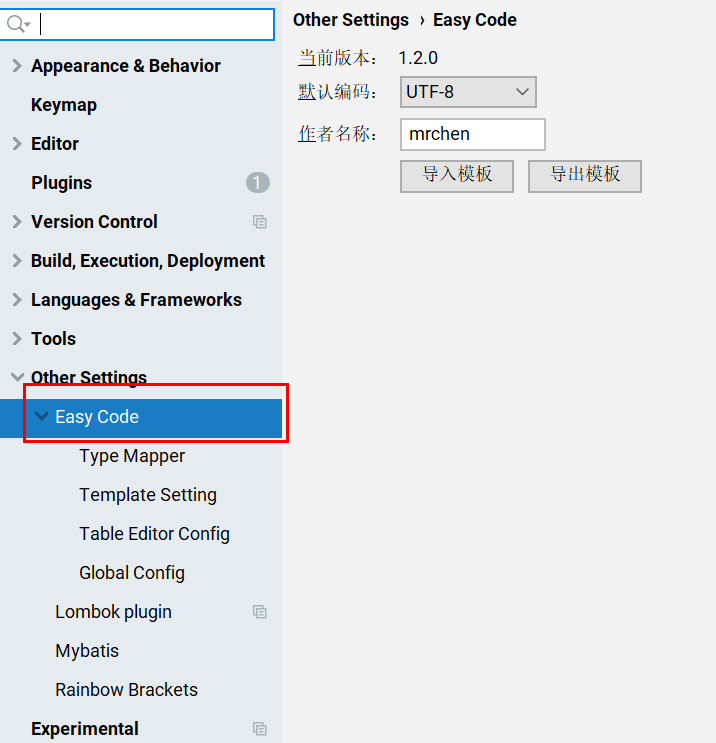 Appearance & Behavior
Keymap
Editor
Plugins 1
Version Control
Build, Execution, Deployment
Languages & Frameworks
Tools
Other Settings
Easy Code
Type Mapper
Template Setting
Table Editor Config
Global Config
Lombok plugin
Mybatis
Rainbow Brackets
Experimental
Other Settings › Easy Code
当前版本： 1.2.0
默认编码： UTF-8
作者名称： mrchen
导入模板 导出模板